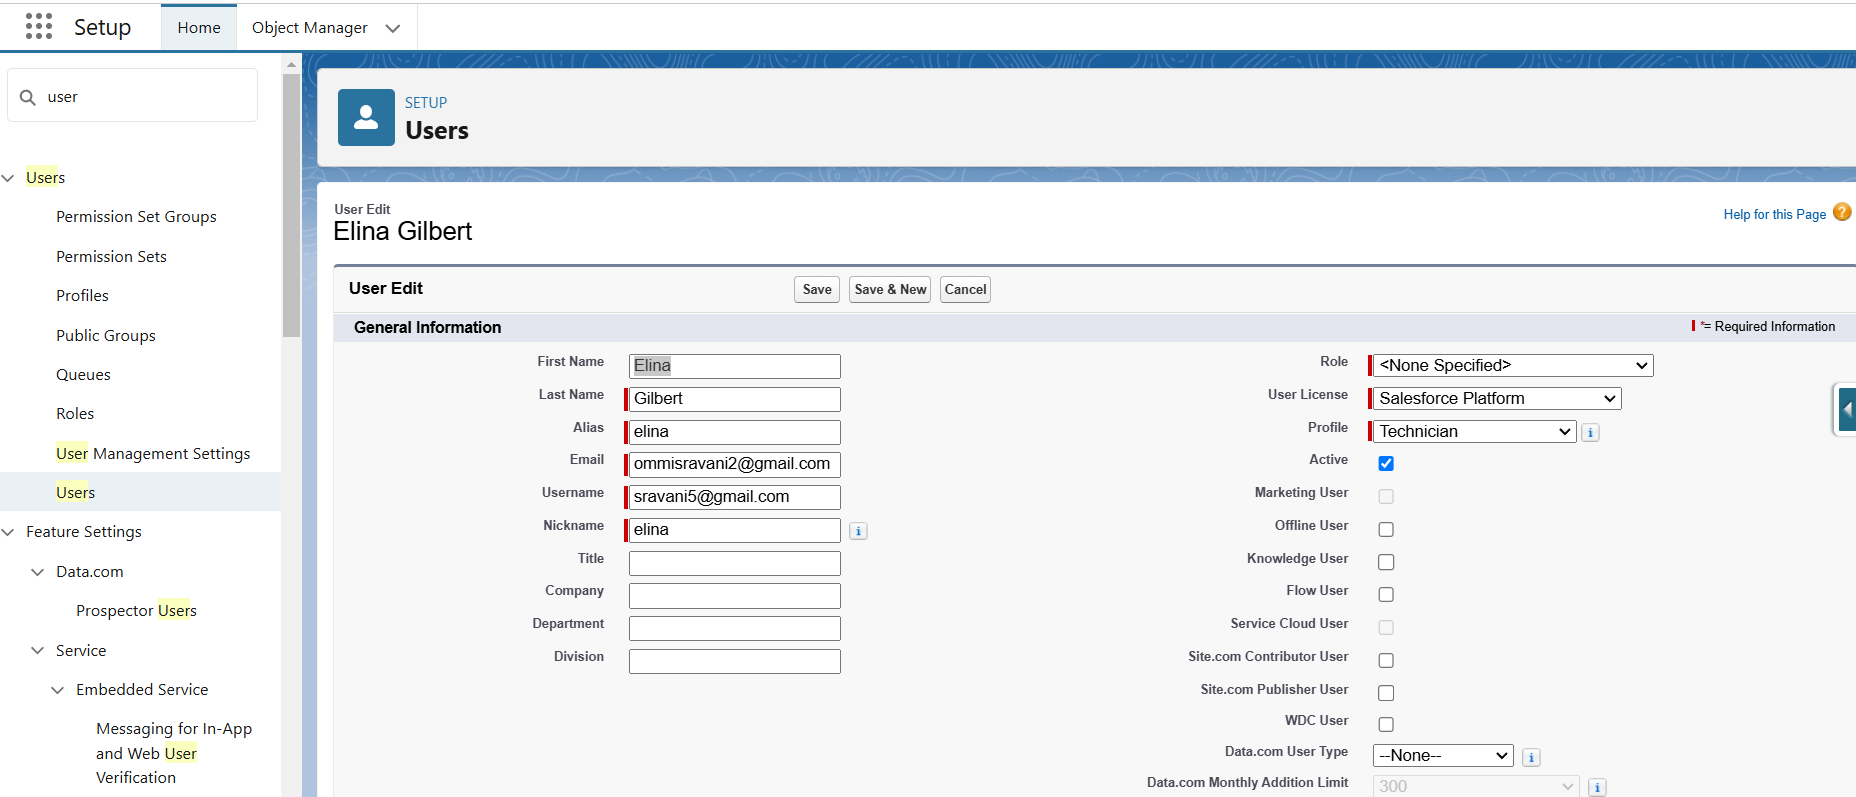 Setup
Home
Object Manager
user
Users
Permission Set Groups
Permission Sets
Profiles
Public Groups
Queues
Roles
User Management Settings
Users
Feature Settings
Data.com
Prospector Users
Service
Embedded Service
Messaging for In-App
and Web User
Verification
SETUP
Users
User Edit
Elina Gilbert
Help for this Page ?
User Edit
Save
Save & New
Cancel
General Information
*= Required Information
First Name Elina
Last Name Gilbert
Alias elina
Email ommisravani2@gmail.com
Username sravani5@gmail.com
Nickname elina i
Title
Company
Department
Division
Role <None Specified>
User License Salesforce Platform
Profile Technician i
Active
Marketing User
Offline User
Knowledge User
Flow User
Service Cloud User
Site.com Contributor User
Site.com Publisher User
WDC User
Data.com User Type --None-- i
Data.com Monthly Addition Limit 300 i